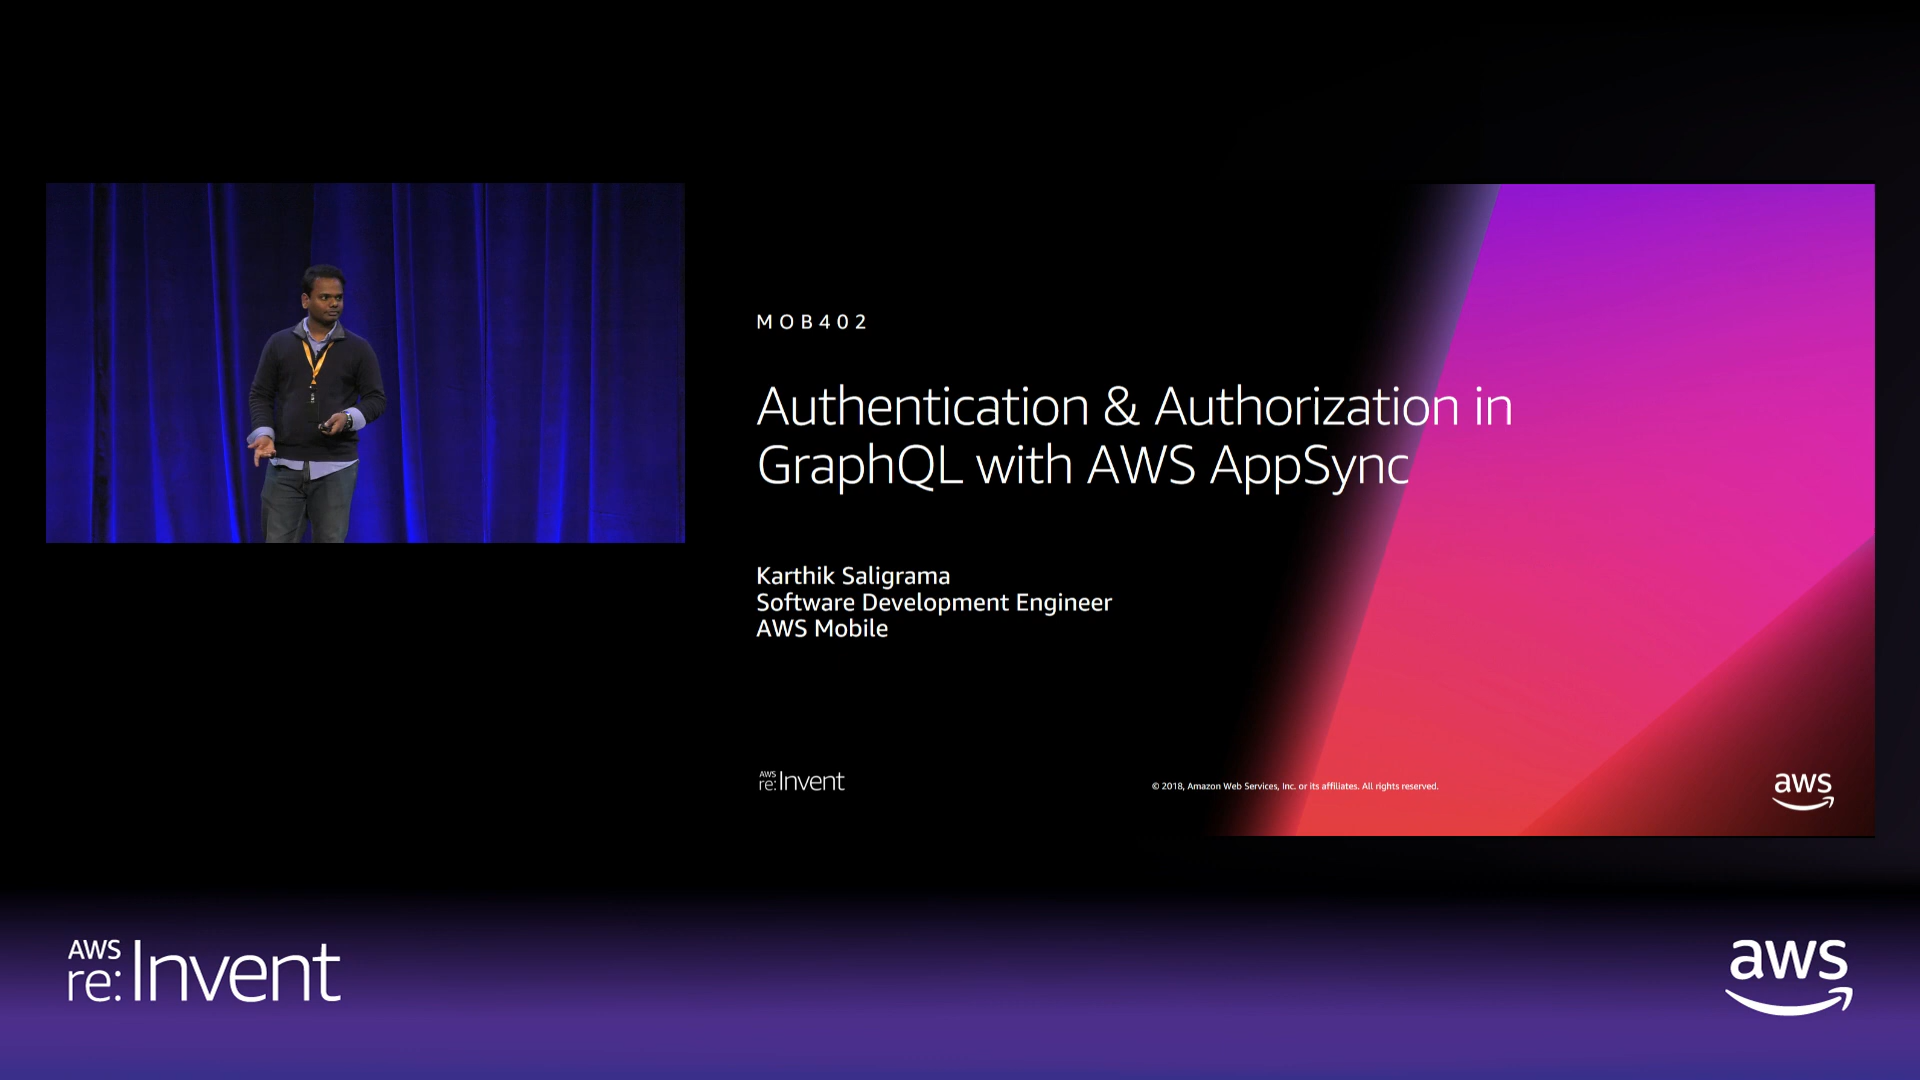 MOB402
Authentication & Authorization in
GraphQL with AWS AppSync
Karthik Saligrama
Software Development Engineer
AWS Mobile
AWS
re:Invent
© 2018, Amazon Web Services, Inc. or its affiliates. All rights reserved.
aws
AWS
re:Invent
aws